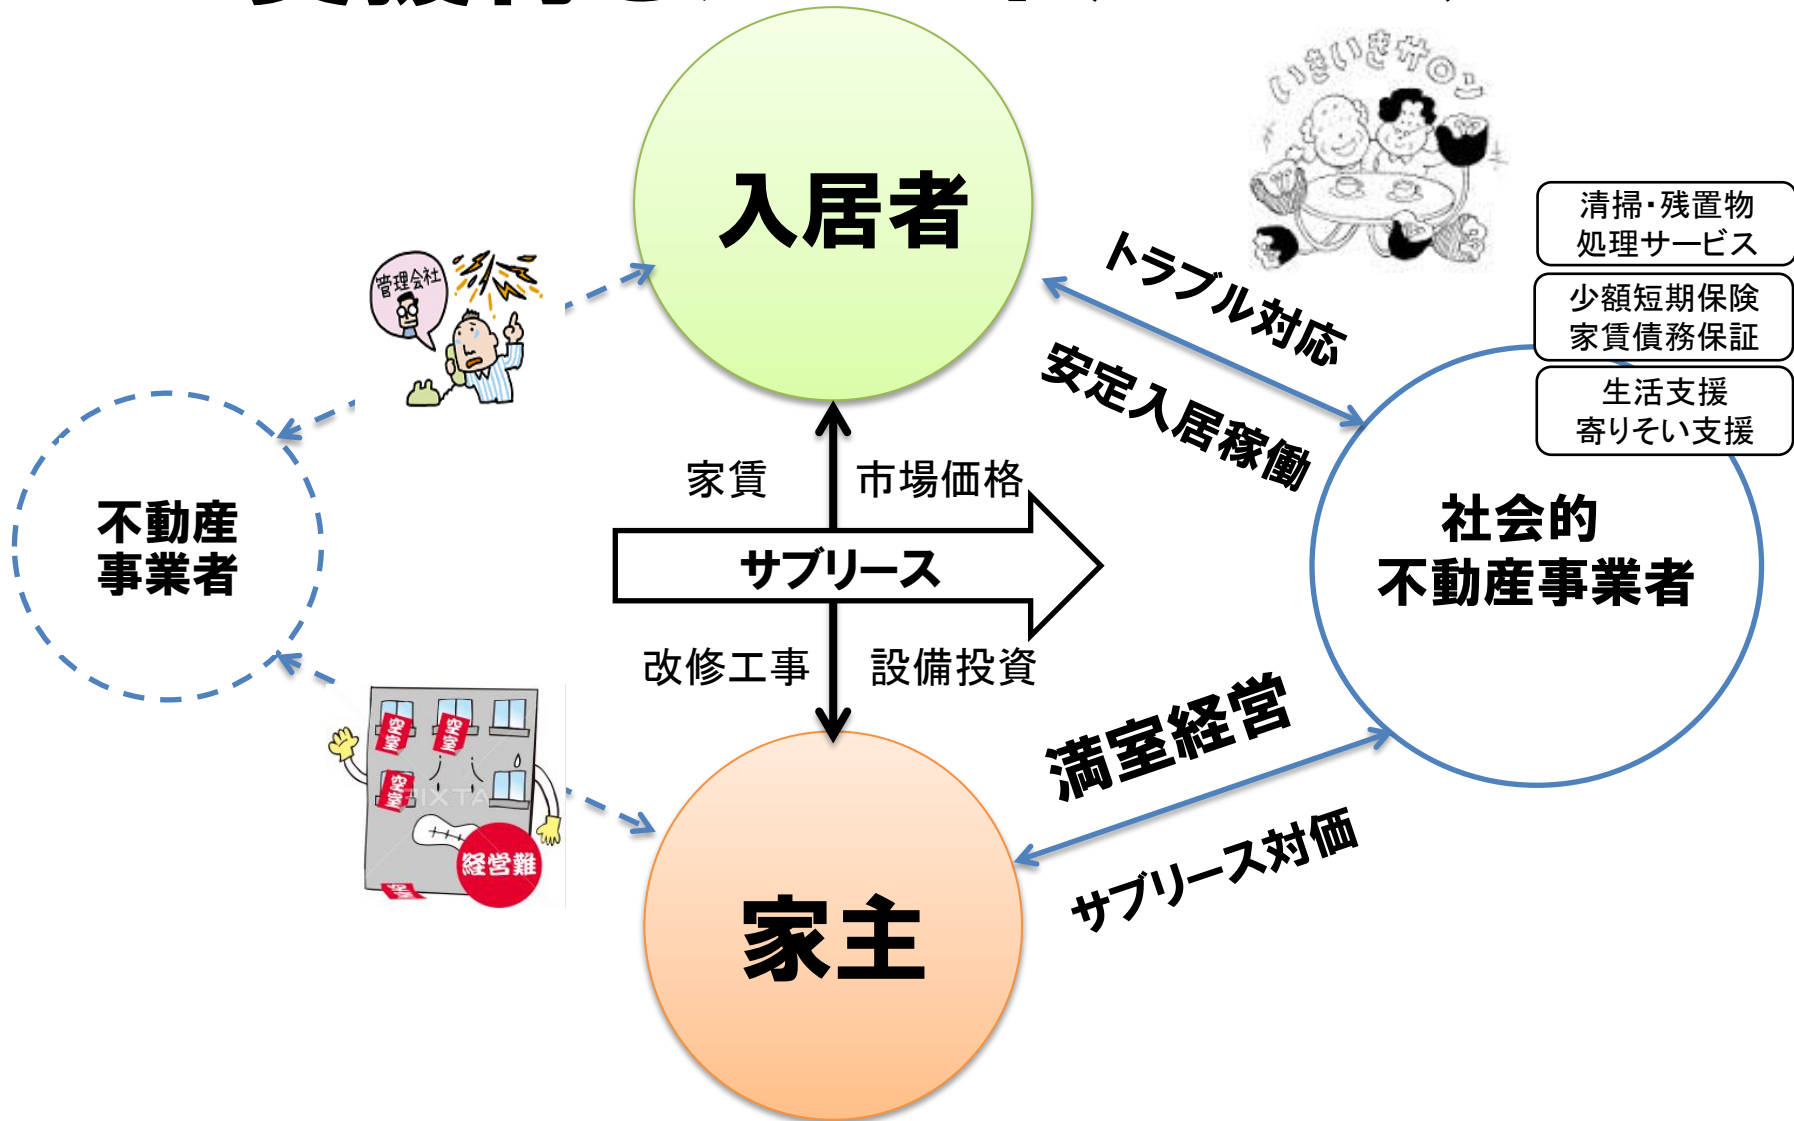 いきいきサロン
入居者
清掃・残置物
処理サービス
少額短期保険
家賃債務保証
生活支援
寄りそい支援
トラブル対応
安定入居稼働
管理会社
家賃
市場価格
不動産
事業者
サブリース
社会的
不動産事業者
改修工事
設備投資
満室経営
サブリース対価
空室
空室
空室
経営難
家主